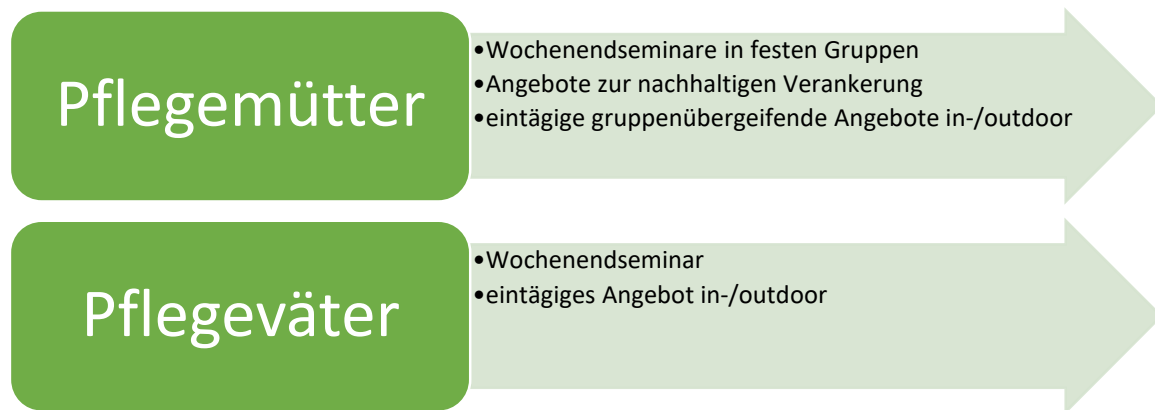 Pflegemütter
•Wochenendseminare in festen Gruppen
•Angebote zur nachhaltigen Verankerung
•eintägige gruppenübergeifende Angebote in-/outdoor
Pflegeväter
•Wochenendseminar
•eintägiges Angebot in-/outdoor